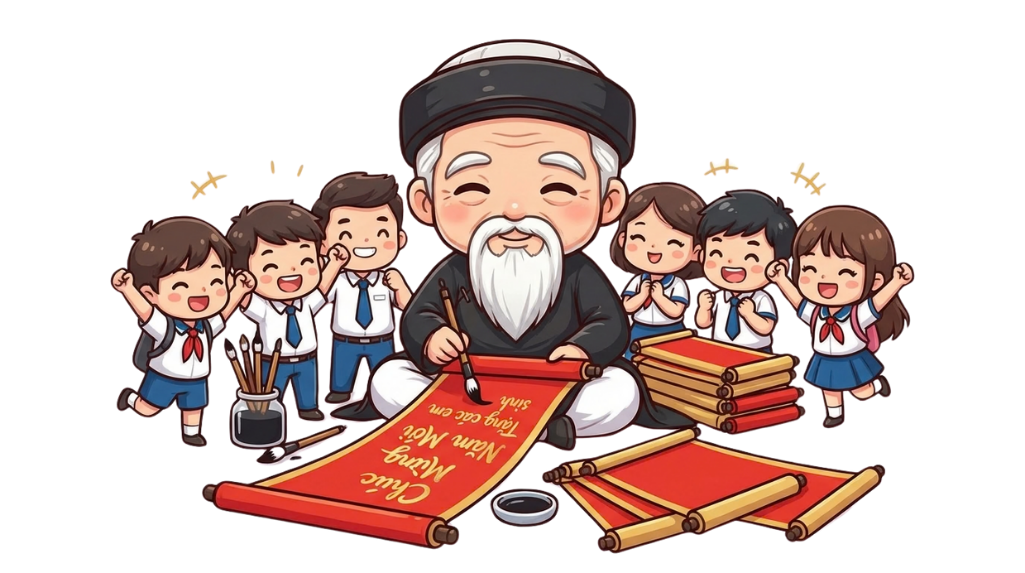 Chúc
Mừng
Năm Mới
Tặng các em
sinh